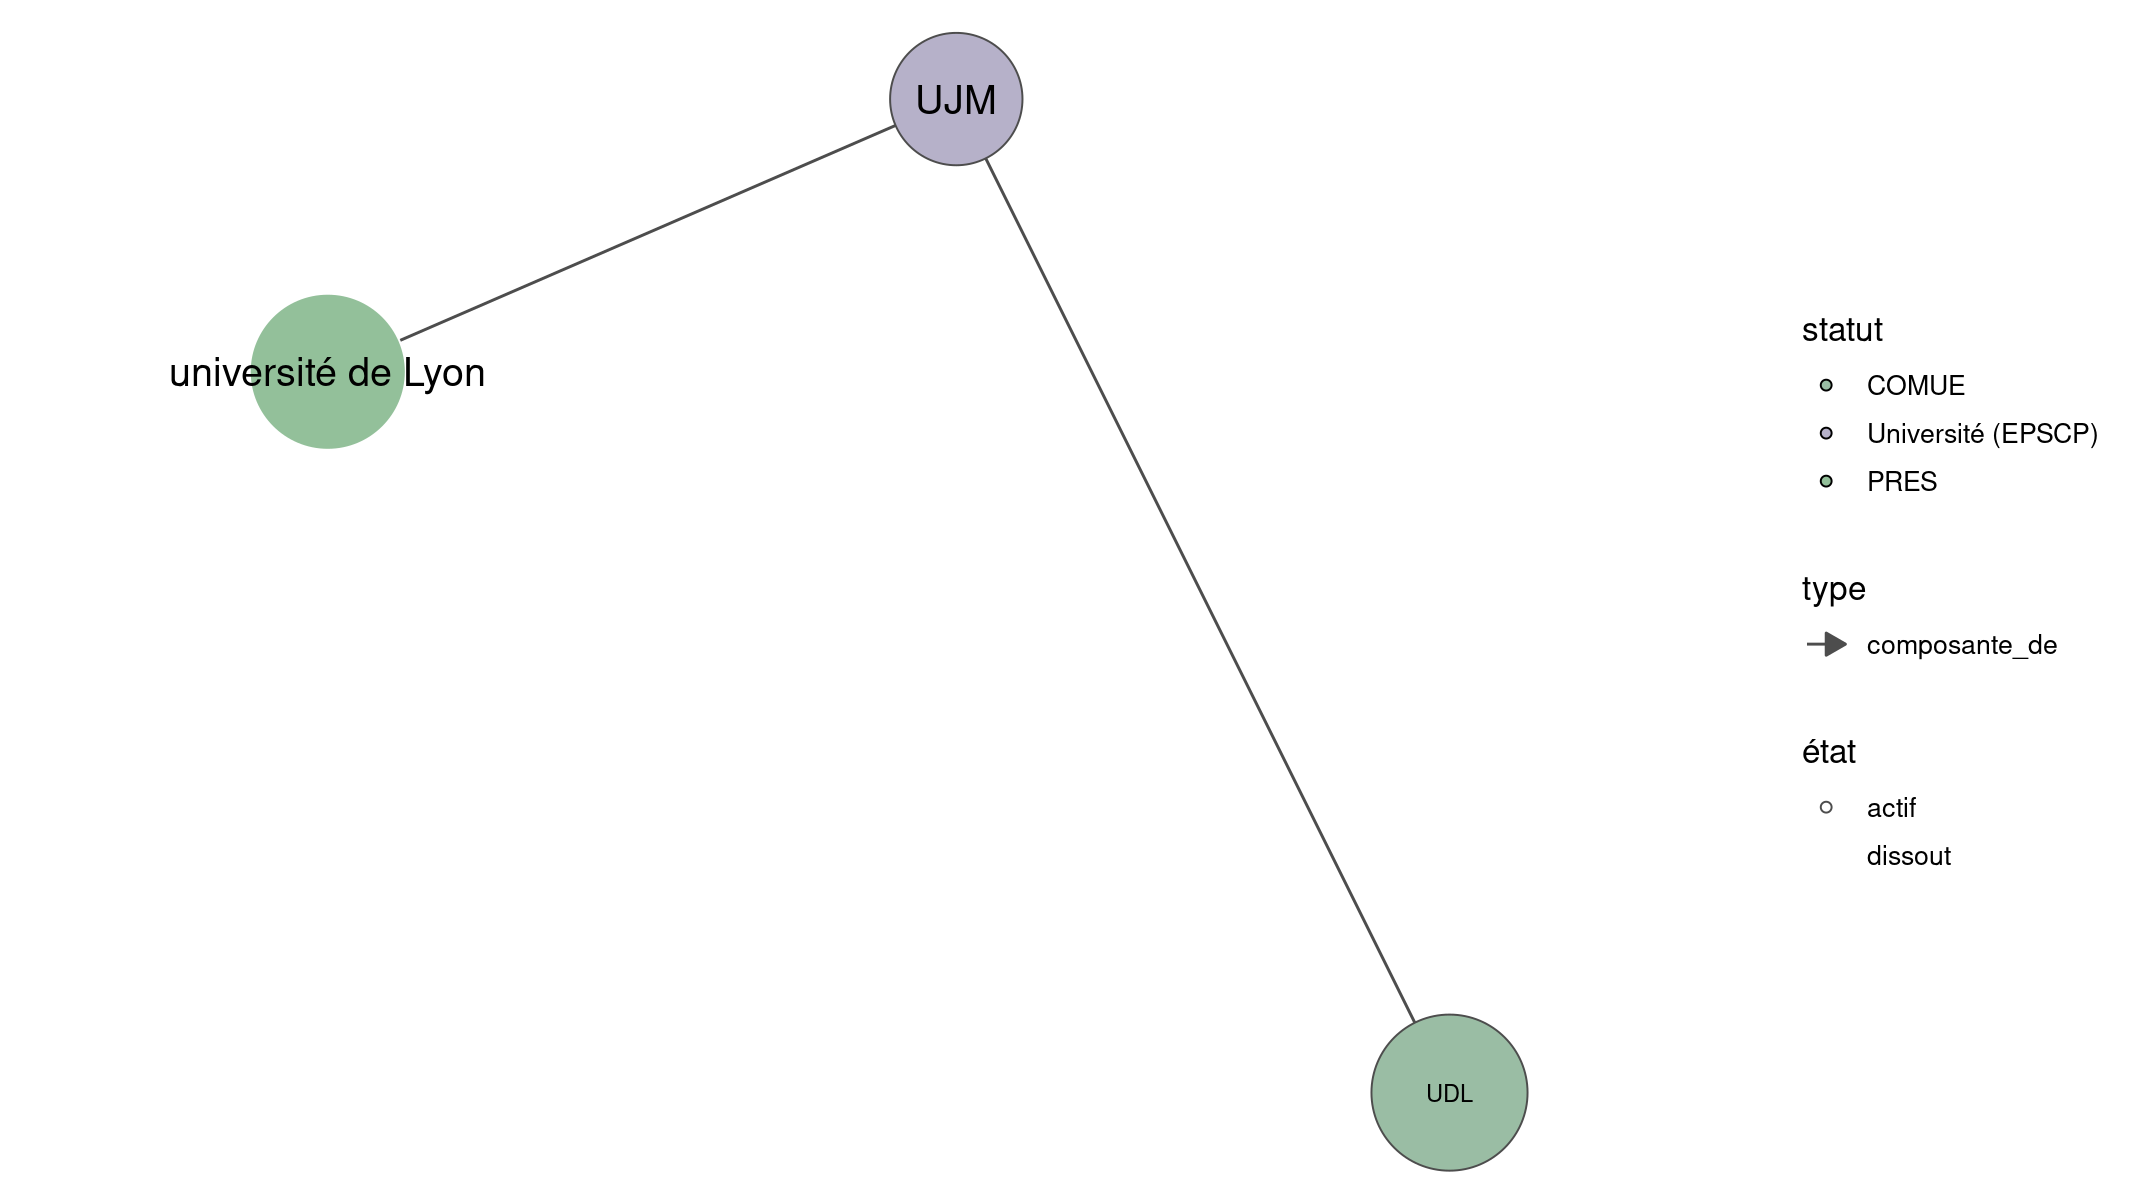 UJM
université de Lyon
UDL
statut
COMUE
Université (EPSCP)
PRES
type
composante_de
état
actif
dissout